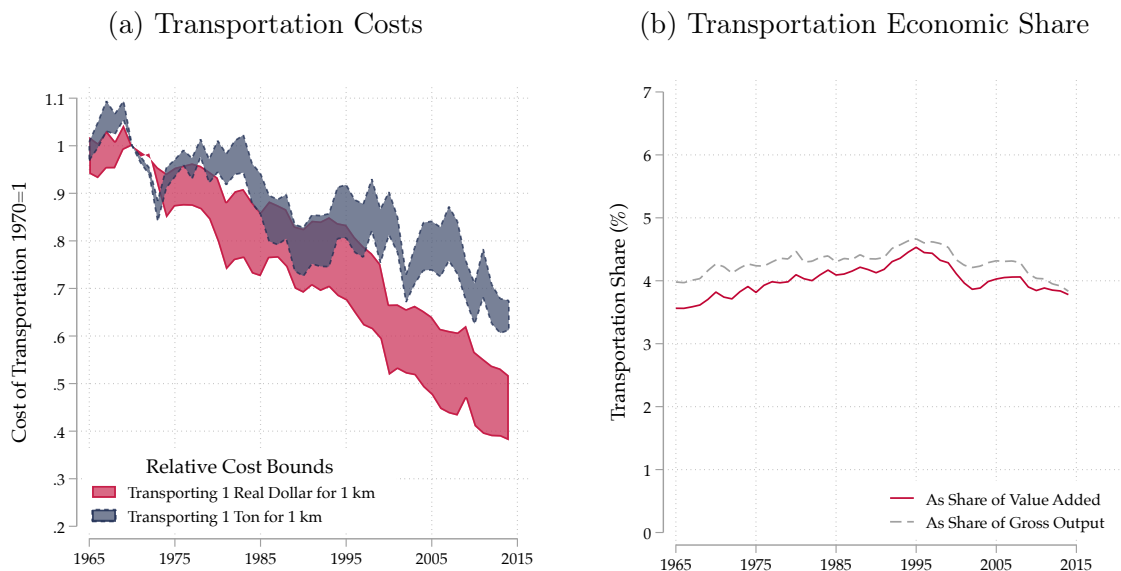 (a) Transportation Costs
Cost of Transportation 1970=1
1.1
1
.9
.8
.7
.6
.5
.4
.3
.2
1965 1975 1985 1995 2005 2015
Relative Cost Bounds
Transporting 1 Real Dollar for 1 km
Transporting 1 Ton for 1 km
(b) Transportation Economic Share
Transportation Share (%)
7
6
5
4
3
2
1
0
1965 1975 1985 1995 2005 2015
As Share of Value Added
As Share of Gross Output